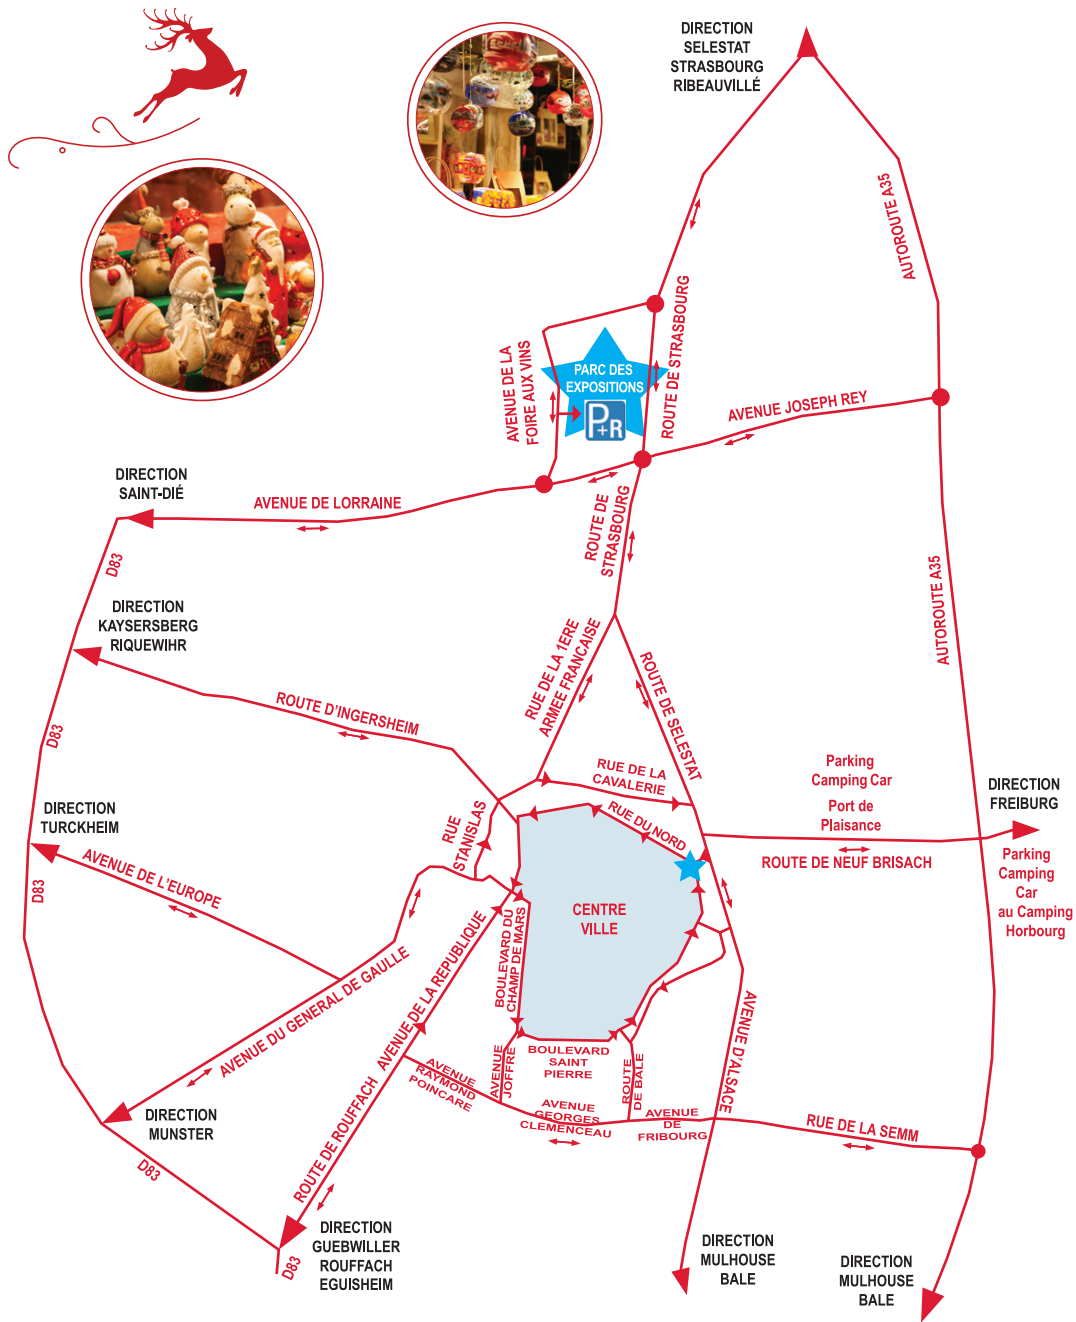 DIRECTION
SELESTAT
STRASBOURG
RIBEAUVILLÉ
AUTOROUTE A35
ROUTE DE STRASBOURG
AVENUE DE LA
FOIRE AUX VINS
PARC DES
EXPOSITIONS
P+R
AVENUE JOSEPH REY
DIRECTION
SAINT-DIÉ
AVENUE DE LORRAINE
ROUTE DE
STRASBOURG
D83
AUTOROUTE A35
DIRECTION
KAYSERSBERG
RIQUEWIHR
RUE DE LA 1ERE
ARMEE FRANCAISE
ROUTE DE SELESTAT
ROUTE D'INGERSHEIM
D83
RUE DE LA
CAVALERIE
Parking
Camping Car
Port de
Plaisance
DIRECTION
FREIBURG
DIRECTION
TURCKHEIM
RUE
STANISLAS
RUE DU NORD
ROUTE DE NEUF BRISACH
Parking
Camping
Car
au Camping
Horbourg
AVENUE DE L'EUROPE
D83
CENTRE
VILLE
BOULEVARD DU
CHAMP DE MARS
AVENUE DE LA REPUBLIQUE
AVENUE DU GENERAL DE GAULLE
AVENUE D'ALSACE
BOULEVARD
SAINT
PIERRE
AVENUE
JOFFRE
ROUTE
DE BALE
AVENUE
RAYMOND
POINCARE
AVENUE
GEORGES
CLEMENCEAU
AVENUE
DE
FRIBOURG
RUE DE LA SEMM
DIRECTION
MUNSTER
ROUTE DE ROUFFACH
D83
DIRECTION
GUEBWILLER
ROUFFACH
EGUISHEIM
D83
DIRECTION
MULHOUSE
BALE
DIRECTION
MULHOUSE
BALE